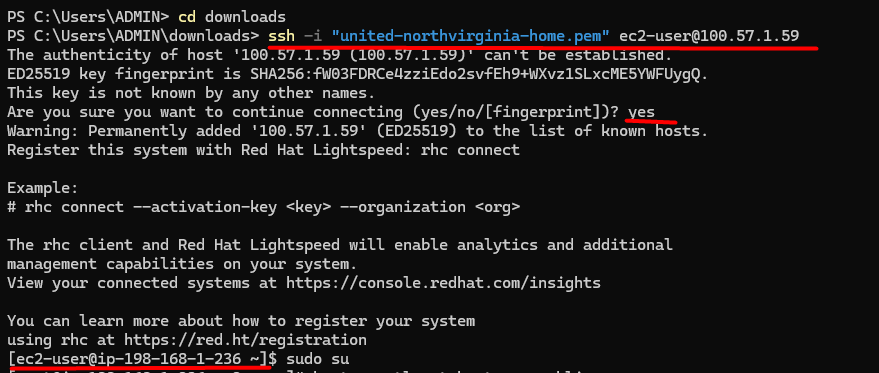 PS C:\Users\ADMIN> cd downloads
PS C:\Users\ADMIN\downloads> ssh -i "united-northvirginia-home.pem" ec2-user@100.57.1.59
The authenticity of host '100.57.1.59 (100.57.1.59)' can't be established.
ED25519 key fingerprint is SHA256:fW03FDRCe4zziEdo2svfEh9+WXvz1SLxcME5YWFUygQ.
This key is not known by any other names.
Are you sure you want to continue connecting (yes/no/[fingerprint])? yes
Warning: Permanently added '100.57.1.59' (ED25519) to the list of known hosts.
Register this system with Red Hat Lightspeed: rhc connect
Example:
# rhc connect --activation-key <key> --organization <org>
The rhc client and Red Hat Lightspeed will enable analytics and additional
management capabilities on your system.
View your connected systems at https://console.redhat.com/insights
You can learn more about how to register your system
using rhc at https://red.ht/registration
[ec2-user@ip-198-168-1-236 ~]$ sudo su